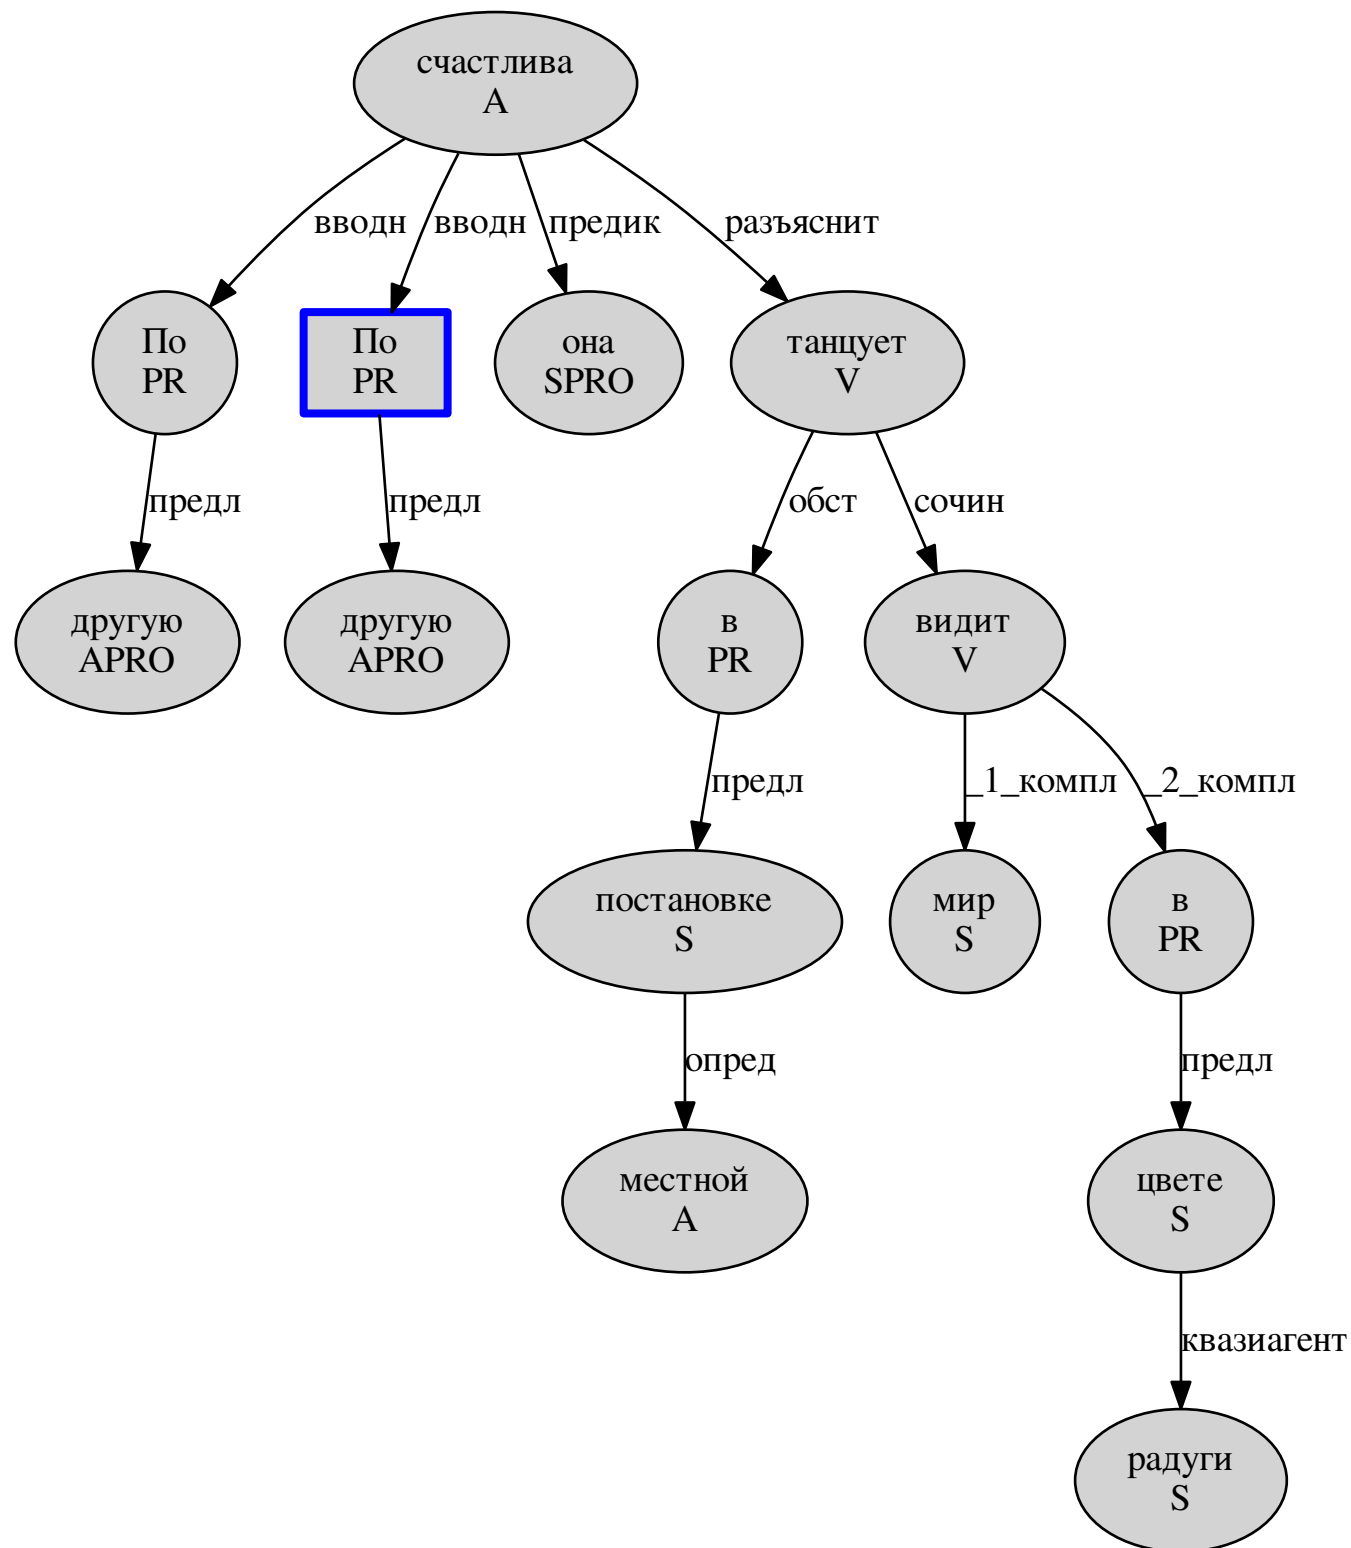 счастлива
A
вводн
вводн
предик
разъяснит
По
PR
По
PR
она
SPRO
танцует
V
предл
предл
обст
сочин
другую
APRO
другую
APRO
в
PR
видит
V
предл
_1_компл
_2_компл
постановке
S
мир
S
в
PR
опред
предл
местной
A
цвете
S
квазиагент
радуги
S